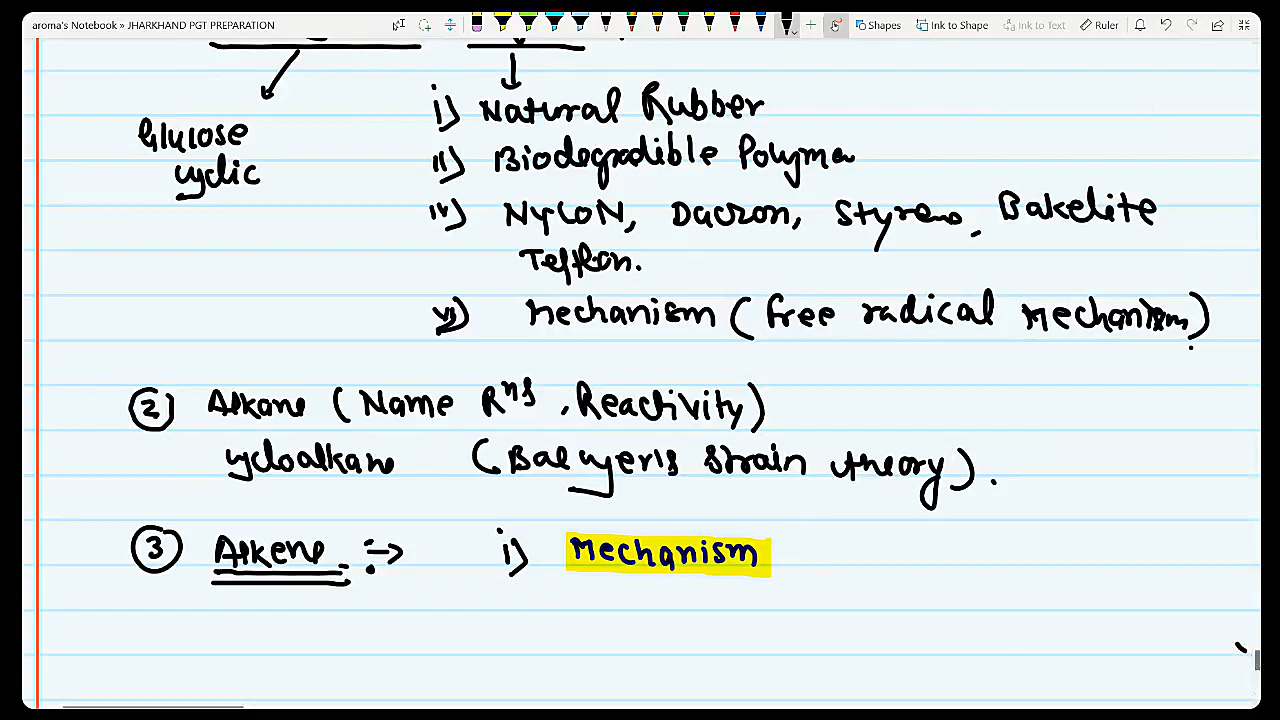 aroma's Notebook » JHARKHAND PGT PREPARATION
Shapes Ink to Shape Ink to Text Ruler
i) Natural Rubber
Glucose
cyclic
ii) Biodegradible Polyme
iv) NyLoN, Dacron, Styrene, Bakelite
Teflon.
v) Mechanism (free radical Mechanism)
② Alkane (Name Rⁿˢ, Reactivity)
cycloalkane (Baeyer's strain theory).
③ Alkene :→ i) Mechanism